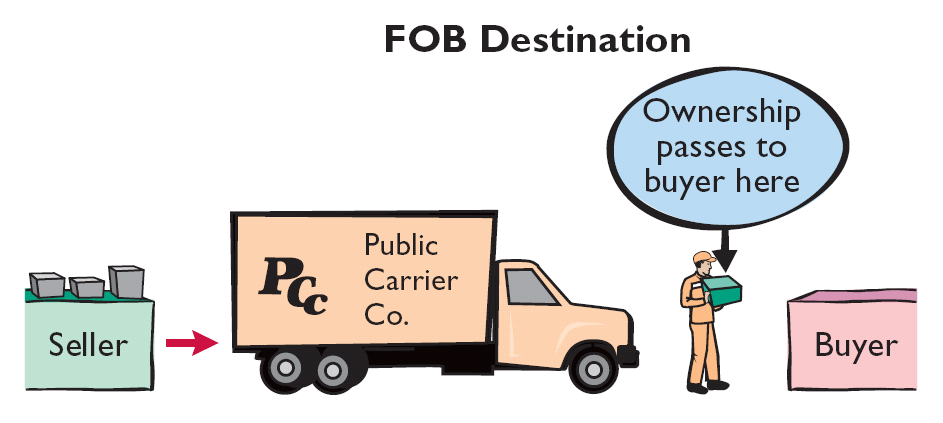 FOB Destination
Ownership
passes to
buyer here
PCc
Public
Carrier
Co.
Seller
Buyer